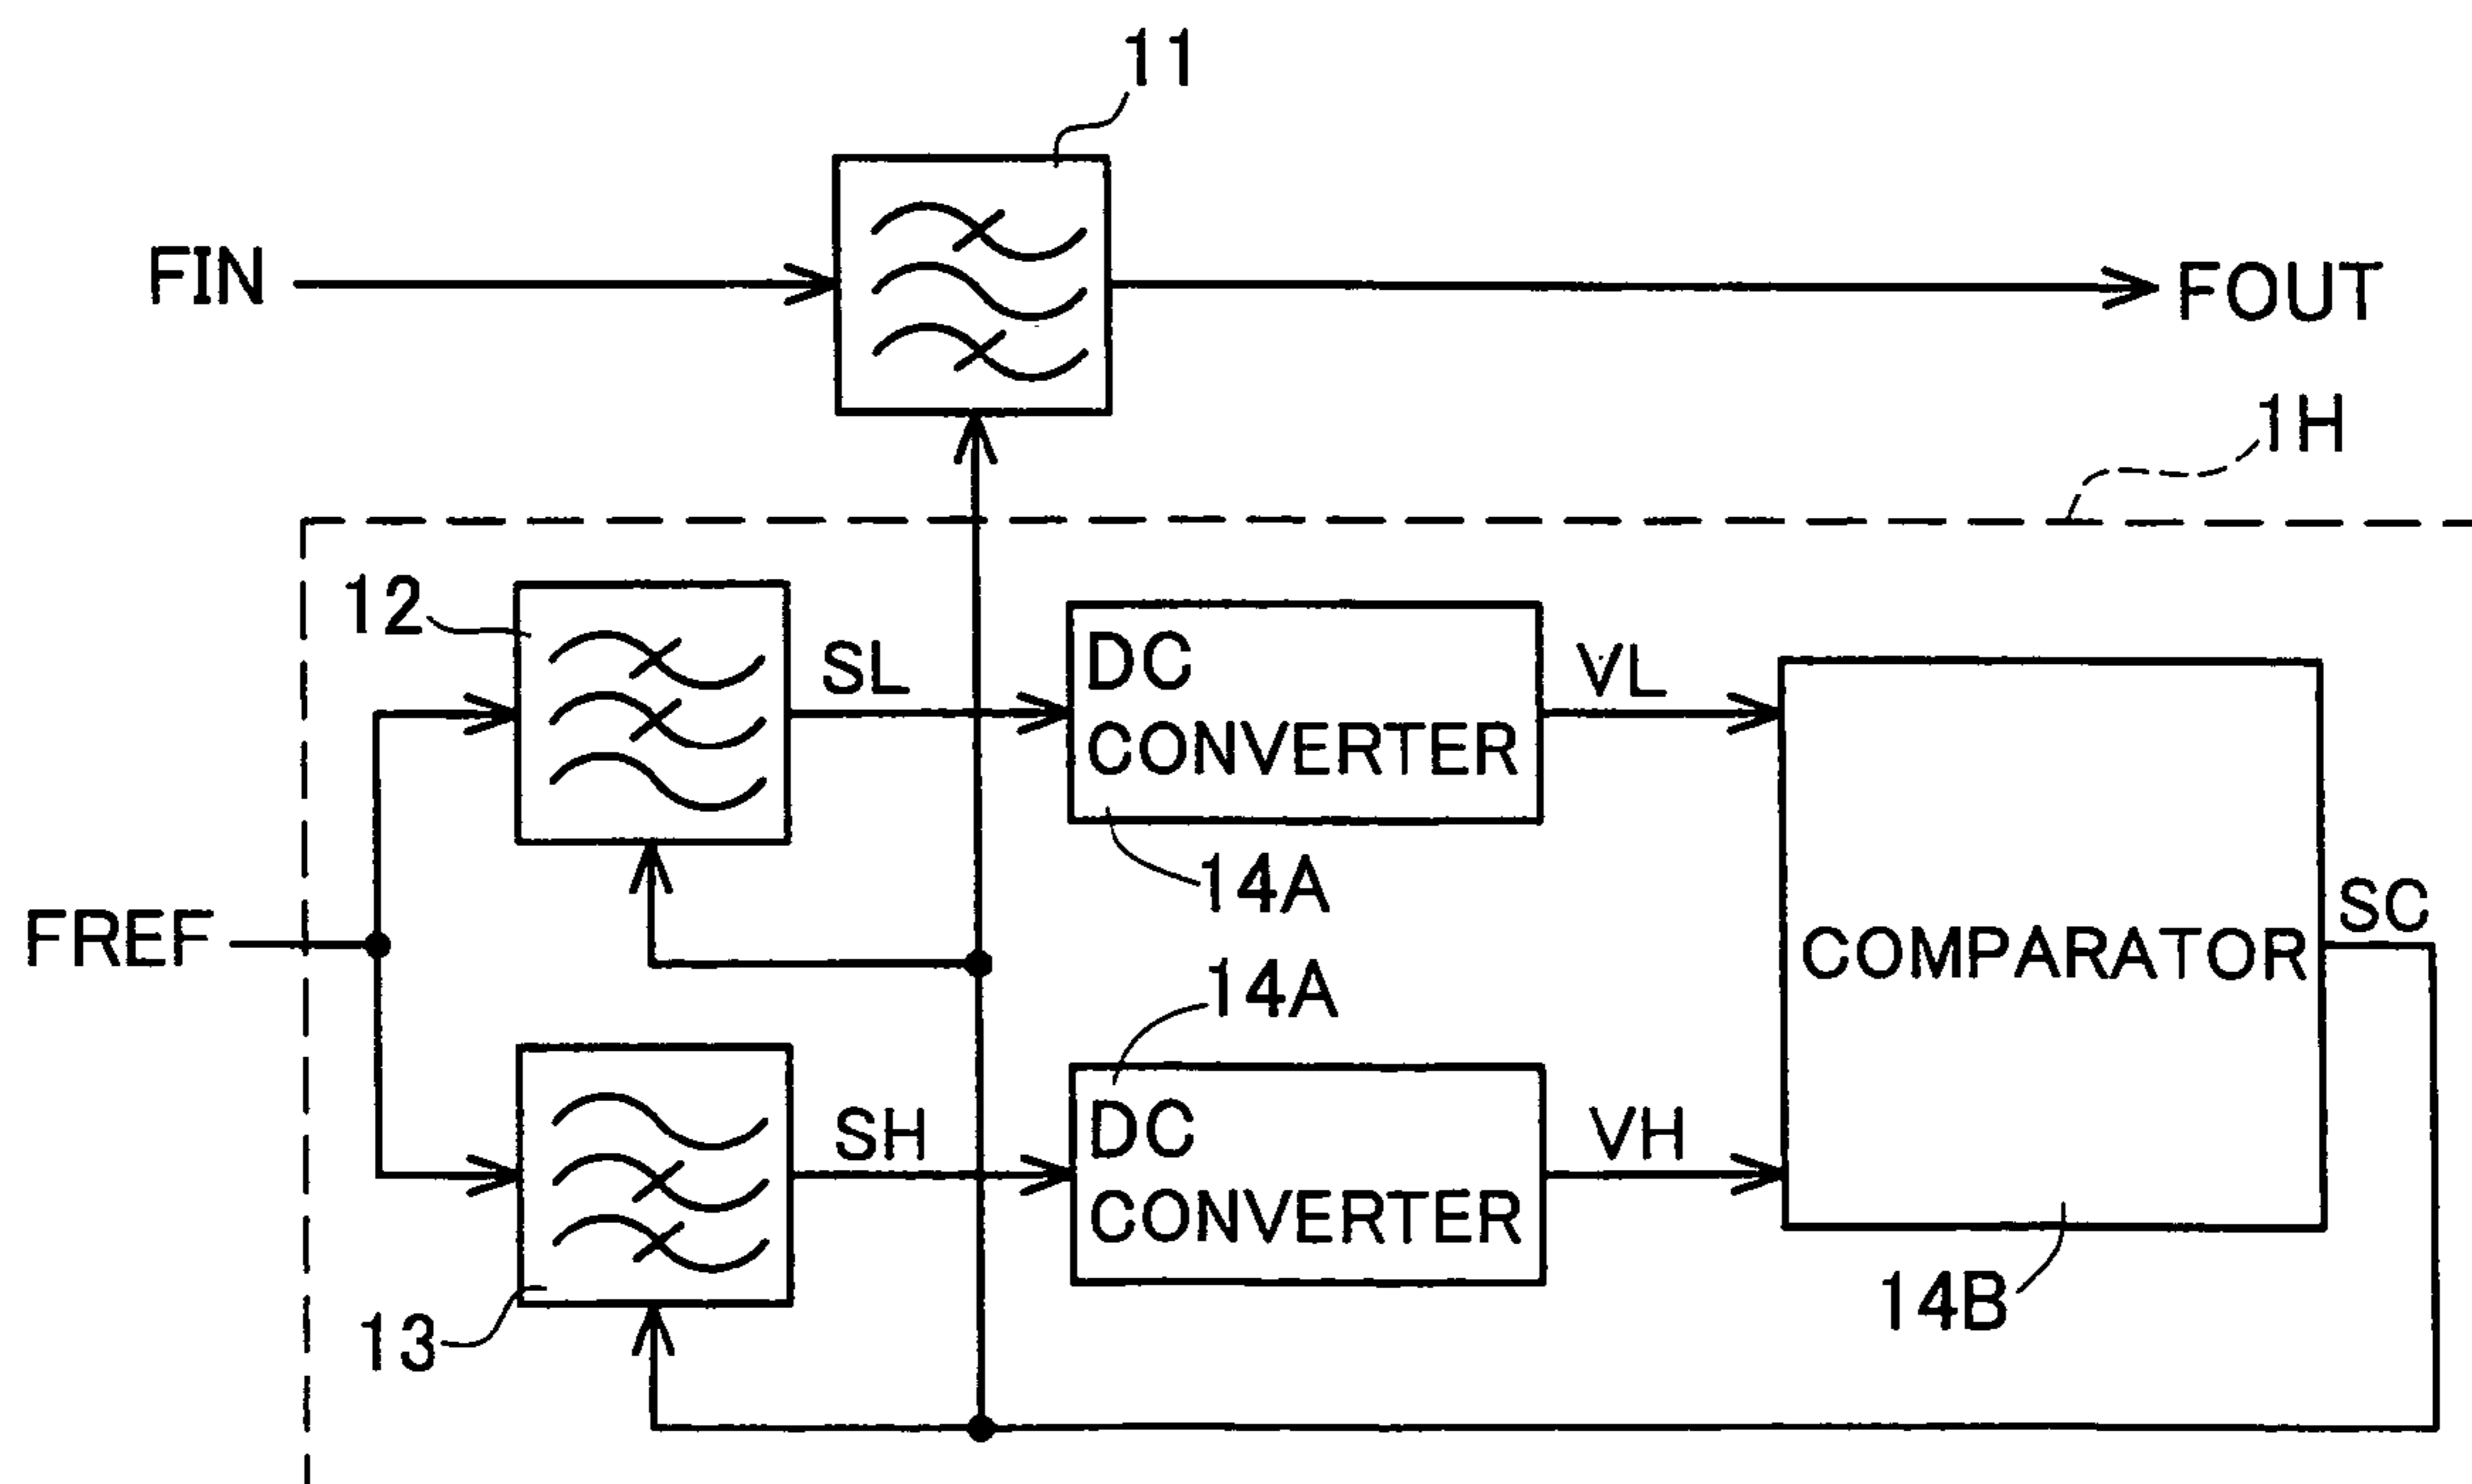 11
FIN
FOUT
1H
12
SL
DC
CONVERTER
VL
14A
SC
FREF
COMPARATOR
14A
SH
DC
CONVERTER
VH
14B
13